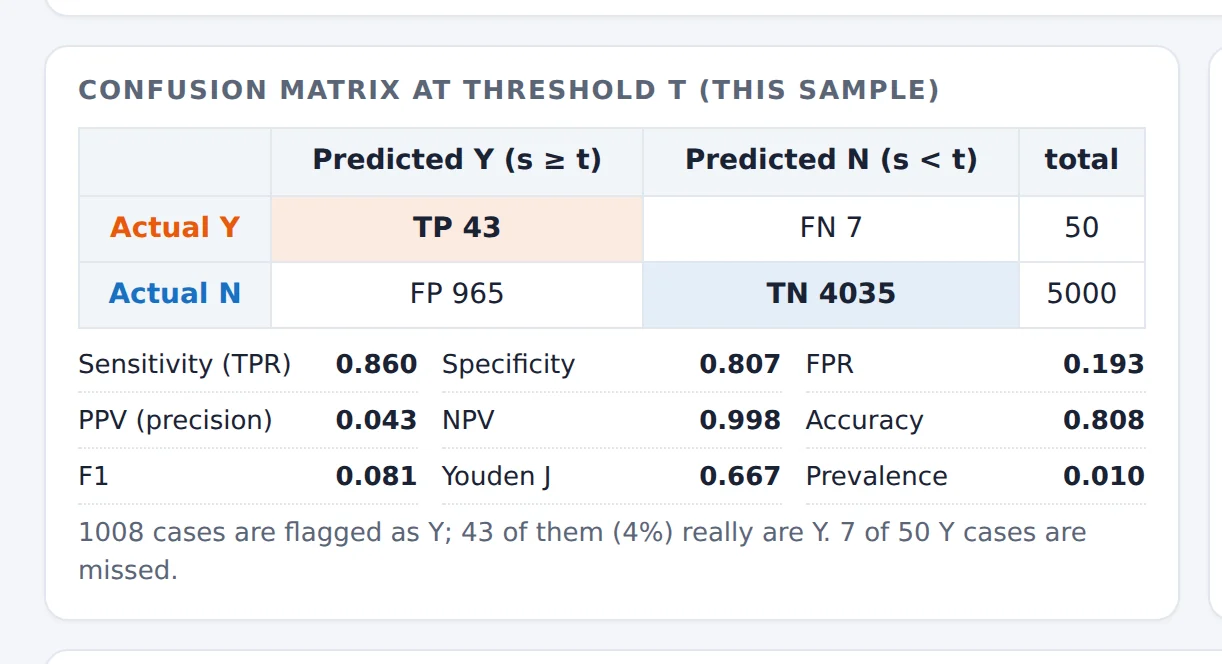 CONFUSION MATRIX AT THRESHOLD T (THIS SAMPLE)
Predicted Y (s ≥ t) Predicted N (s < t) total
Actual Y TP 43 FN 7 50
Actual N FP 965 TN 4035 5000
Sensitivity (TPR) 0.860 Specificity 0.807 FPR 0.193
PPV (precision) 0.043 NPV 0.998 Accuracy 0.808
F1 0.081 Youden J 0.667 Prevalence 0.010
1008 cases are flagged as Y; 43 of them (4%) really are Y. 7 of 50 Y cases are
missed.